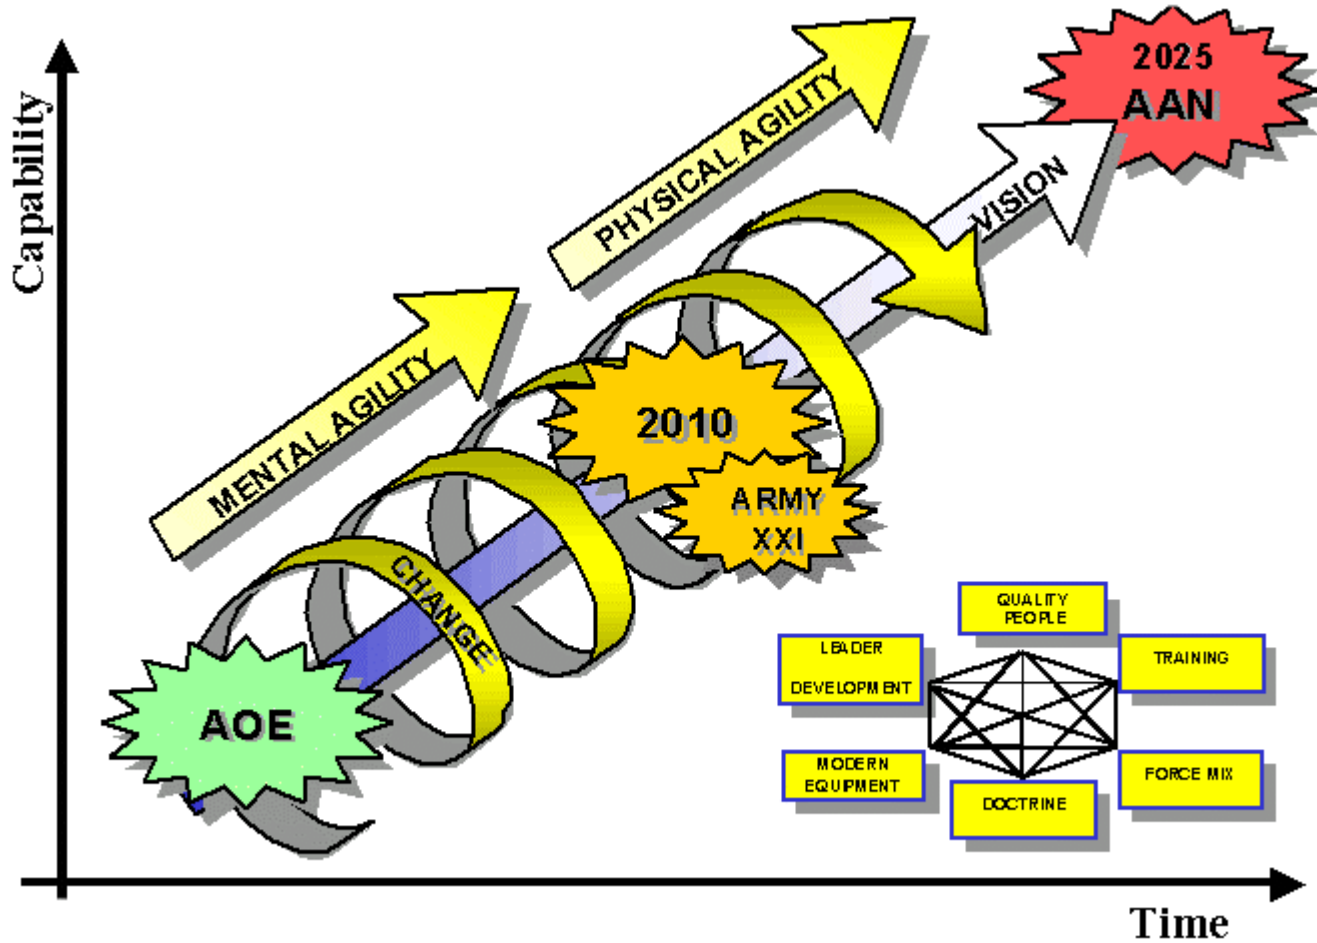 2025
AAN
PHYSICAL AGILITY
VISION
Capability
MENTAL AGILITY
2010
ARMY
XXI
CHANGE
AOE
QUALITY
PEOPLE
LEADER
DEVELOPMENT
TRAINING
MODERN
EQUIPMENT
DOCTRINE
FORCE MIX
Time